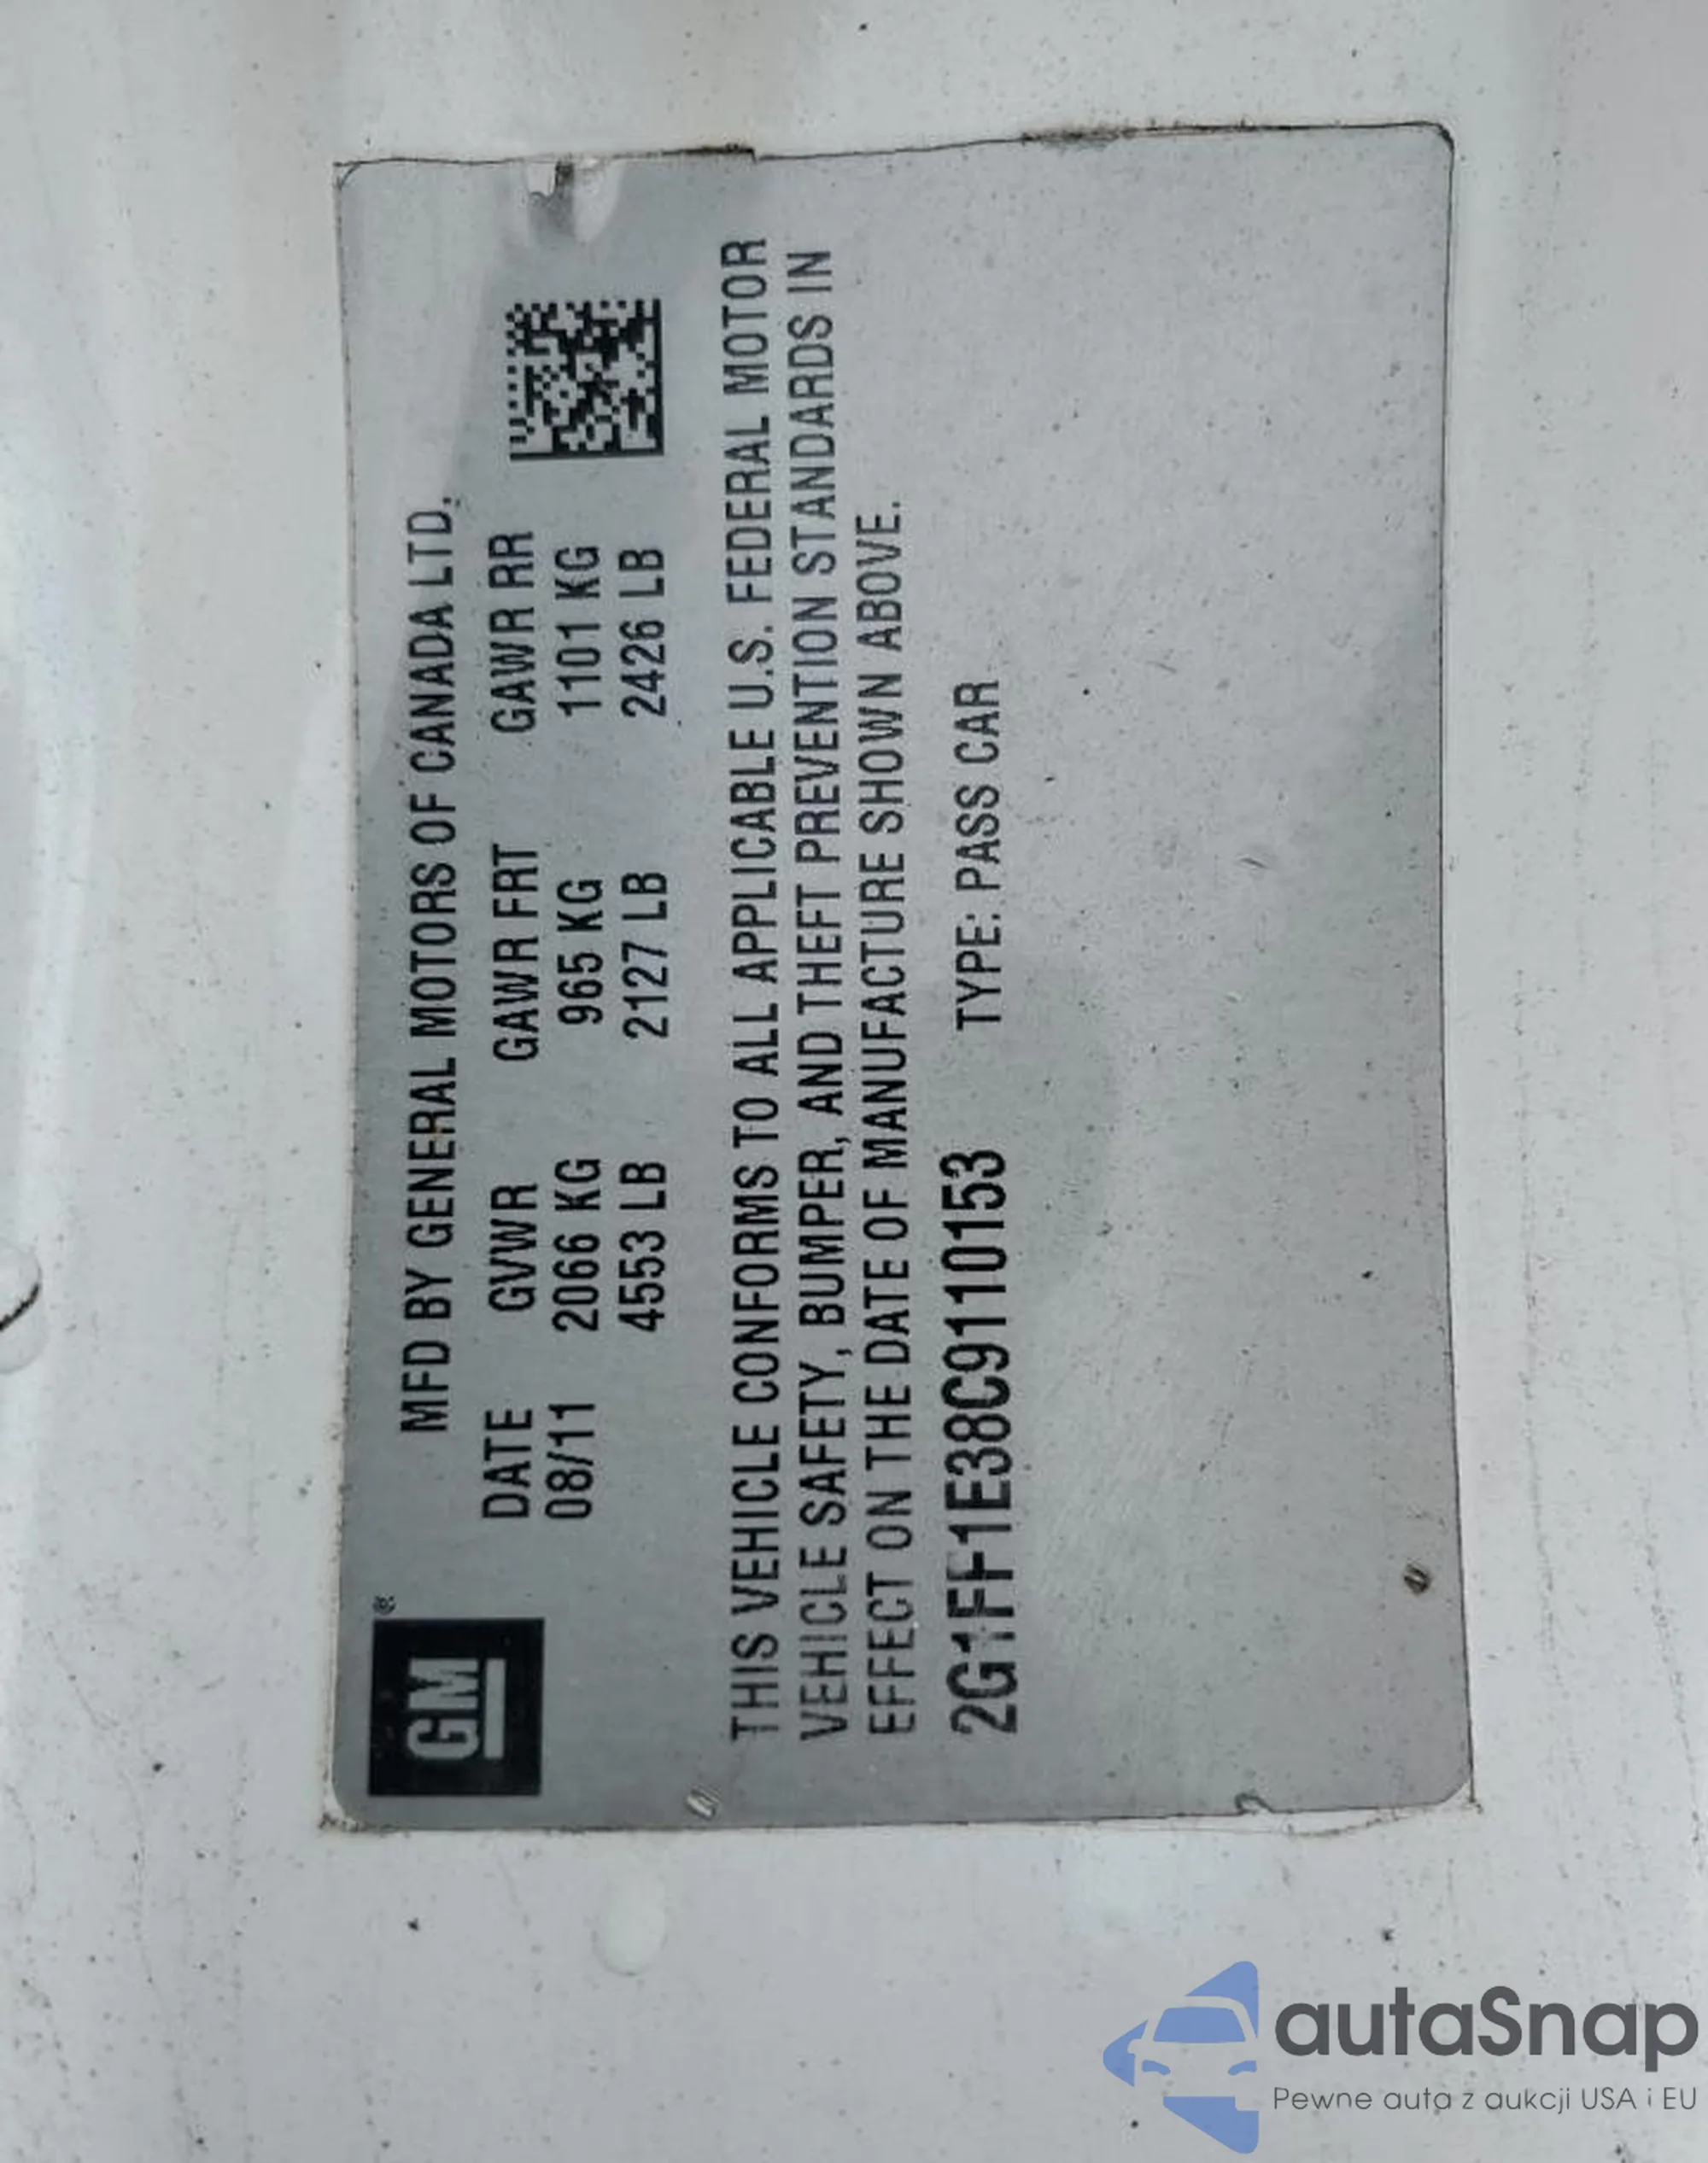 GM®
MFD BY GENERAL MOTORS OF CANADA LTD.
DATE GVWR GAWR FRT GAWR RR
08/11 2066 KG 965 KG 1101 KG
4553 LB 2127 LB 2426 LB
THIS VEHICLE CONFORMS TO ALL APPLICABLE U.S. FEDERAL MOTOR
VEHICLE SAFETY, BUMPER, AND THEFT PREVENTION STANDARDS IN
EFFECT ON THE DATE OF MANUFACTURE SHOWN ABOVE.
2G1FF1E38C9110153 TYPE: PASS CAR
autaSnap
Pewne auta z aukcji USA i EU